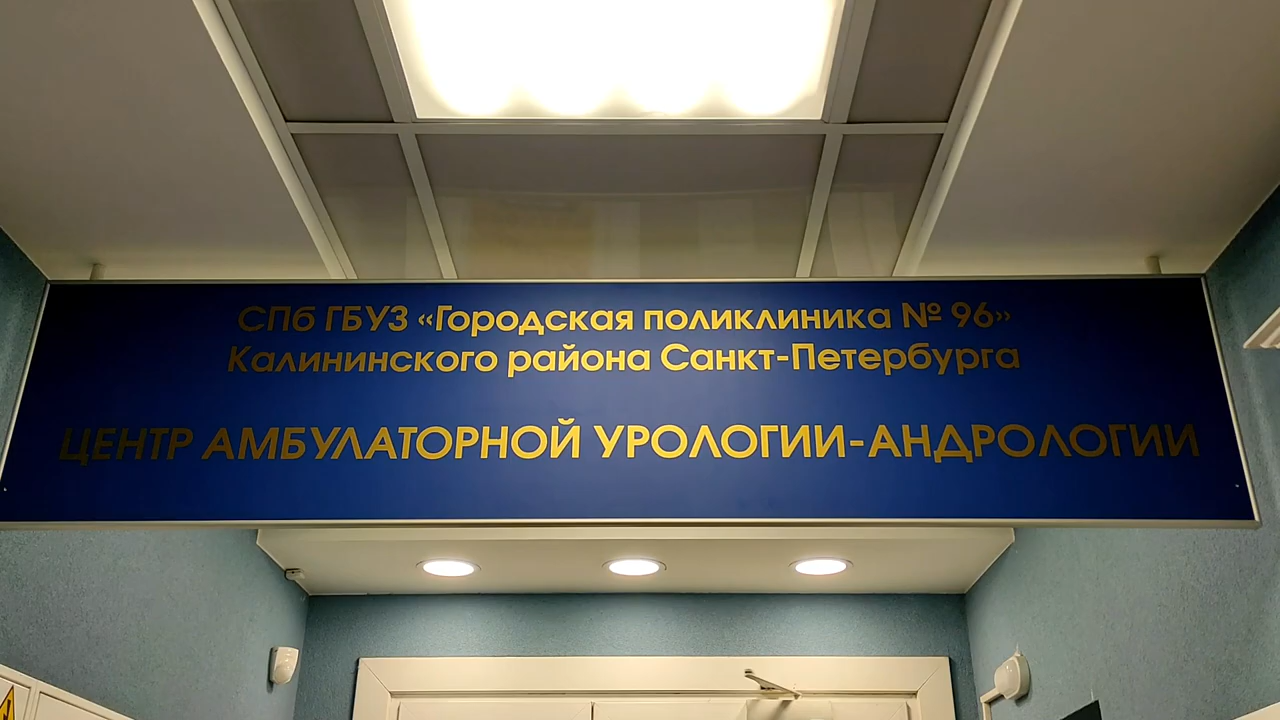 СПб ГБУЗ «Городская поликлиника № 96»
Калининского района Санкт-Петербурга
ЦЕНТР АМБУЛАТОРНОЙ УРОЛОГИИ-АНДРОЛОГИИ